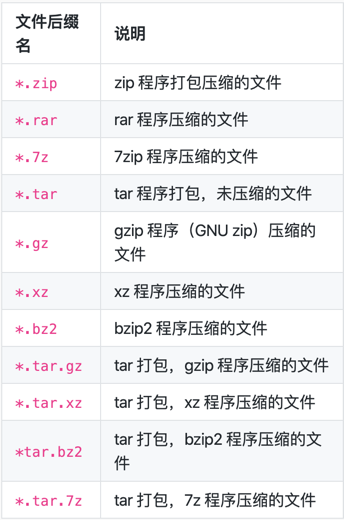 文件后缀 说明
名
*.zip zip 程序打包压缩的文件
*.rar rar 程序压缩的文件
*.7z 7zip 程序压缩的文件
*.tar tar 程序打包，未压缩的文件
*.gz gzip 程序（GNU zip）压缩的
文件
*.xz xz 程序压缩的文件
*.bz2 bzip2 程序压缩的文件
*.tar.gz tar 打包，gzip 程序压缩的文件
*.tar.xz tar 打包，xz 程序压缩的文件
*tar.bz2 tar 打包，bzip2 程序压缩的文
件
*.tar.7z tar 打包，7z 程序压缩的文件